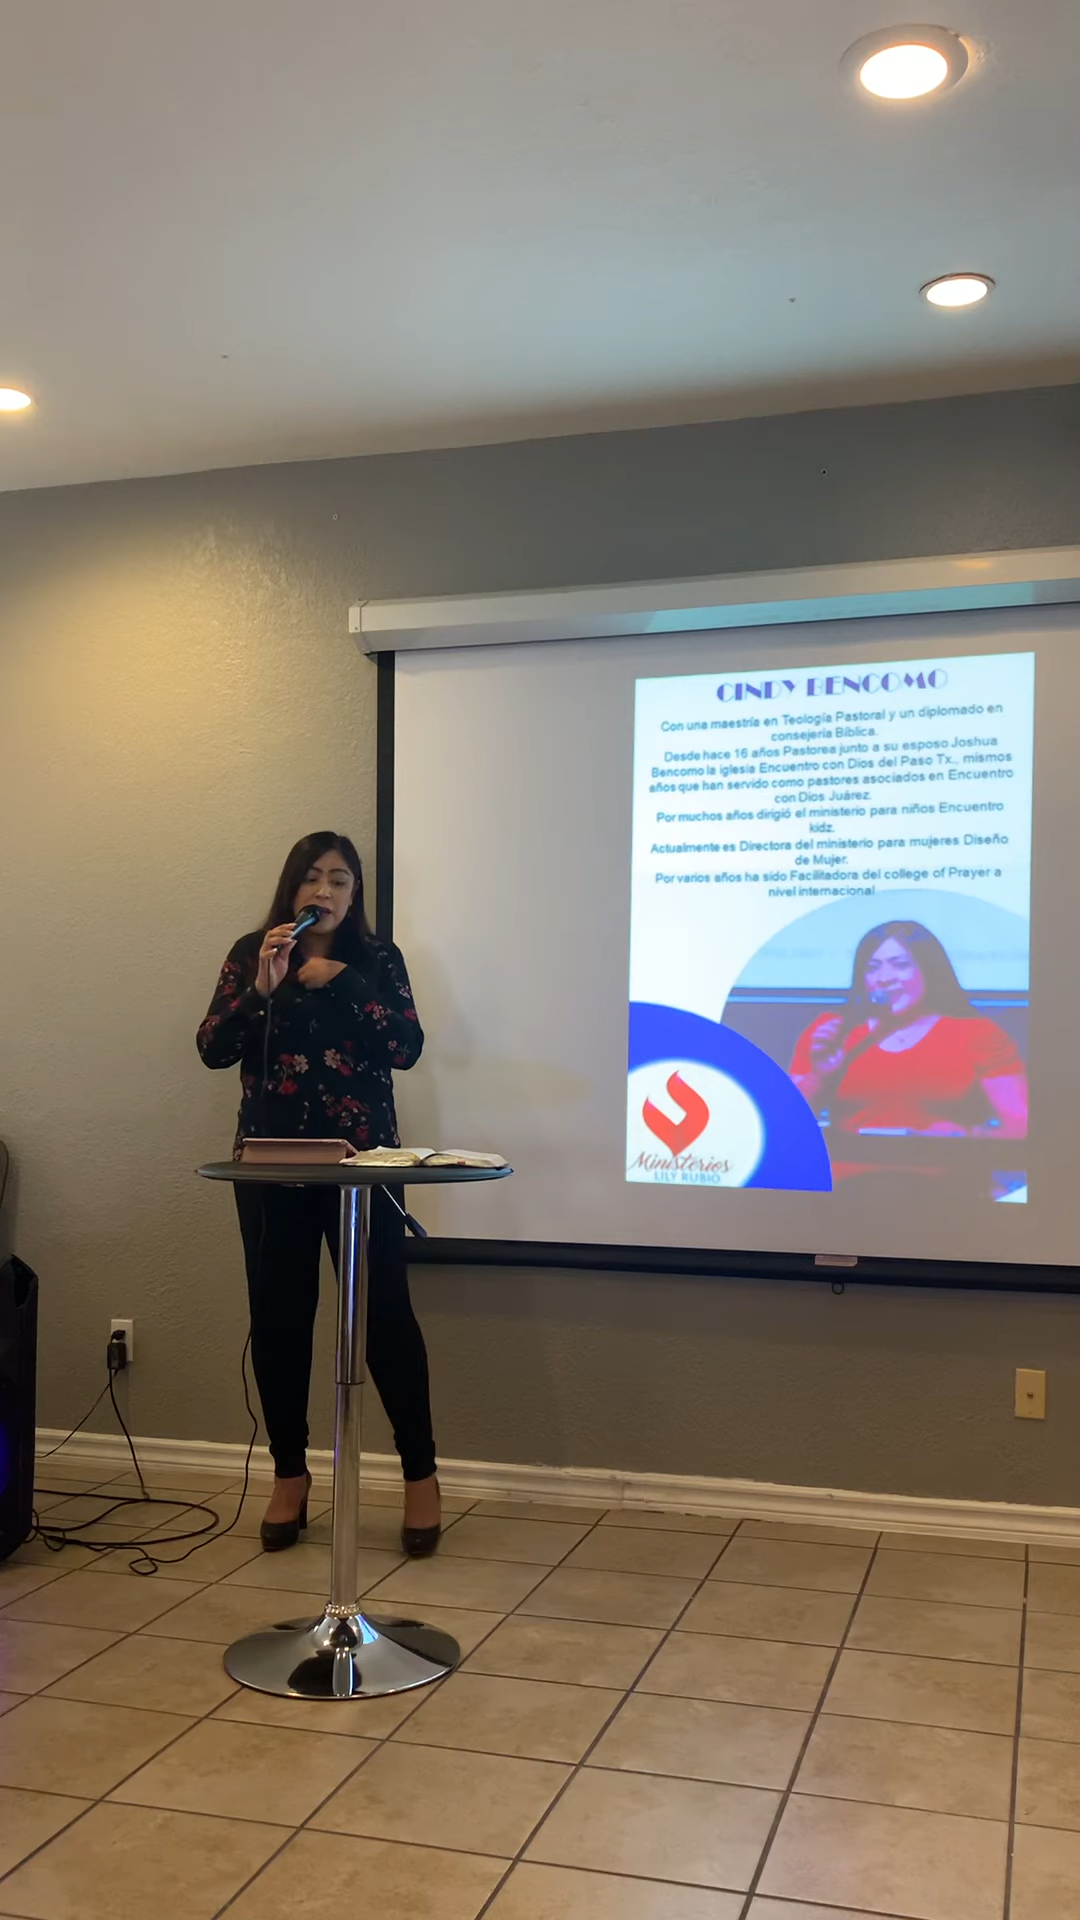 CINDY BENCOMO
Con una maestría en Teología Pastoral y un diplomado en
consejería Bíblica.
Desde hace 16 años Pastorea junto a su esposo Joshua
Bencomo la iglesia Encuentro con Dios del Paso Tx., mismos
años que han servido como pastores asociados en Encuentro
con Dios Juárez.
Por muchos años dirigió el ministerio para niños Encuentro
kidz.
Actualmente es Directora del ministerio para mujeres Diseño
de Mujer.
Por varios años ha sido Facilitadora del college of Prayer a
nivel internacional
Ministerios
LILY RUBIO